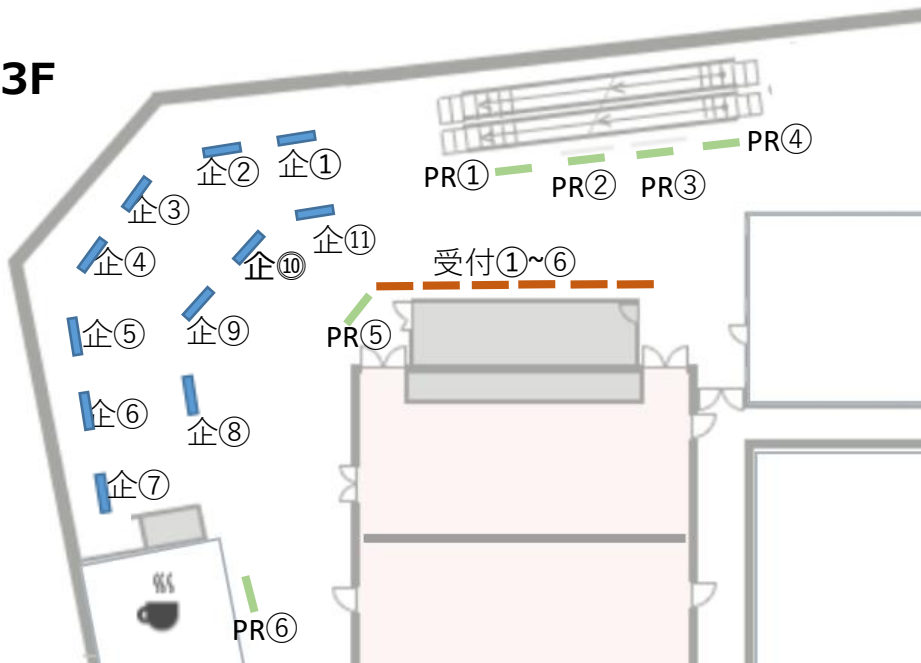 3F
企①
企②
企③
企④
企⑤
企⑥
企⑦
企⑧
企⑨
企⑩
企⑪
PR①
PR②
PR③
PR④
受付①~⑥
PR⑤
PR⑥